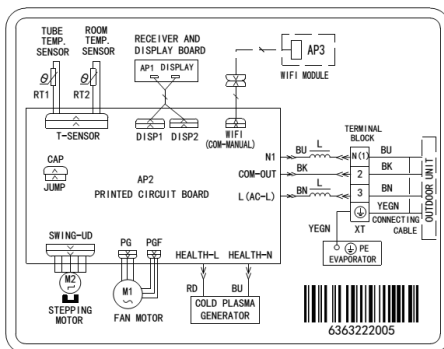 TUBE TEMP. SENSOR
ROOM TEMP. SENSOR
RECEIVER AND DISPLAY BOARD
AP1 DISPLAY
AP3
WIFI MODULE
RT1
RT2
T-SENSOR
DISP1
DISP2
WIFI
(COM-MANUAL)
TERMINAL BLOCK
CAP
JUMP
AP2
PRINTED CIRCUIT BOARD
N1
BU
L
N(1)
BU
COM-OUT
BK
2
BK
L(AC-L)
BN
L
3
BN
YEGN
OUTDOOR UNIT
XT
CONNECTING CABLE
YEGN
PE
EVAPORATOR
SWING-UD
PG
PGF
HEALTH-L
HEALTH-N
M2
STEPPING MOTOR
M1
FAN MOTOR
RD
BU
COLD PLASMA GENERATOR
6363222005